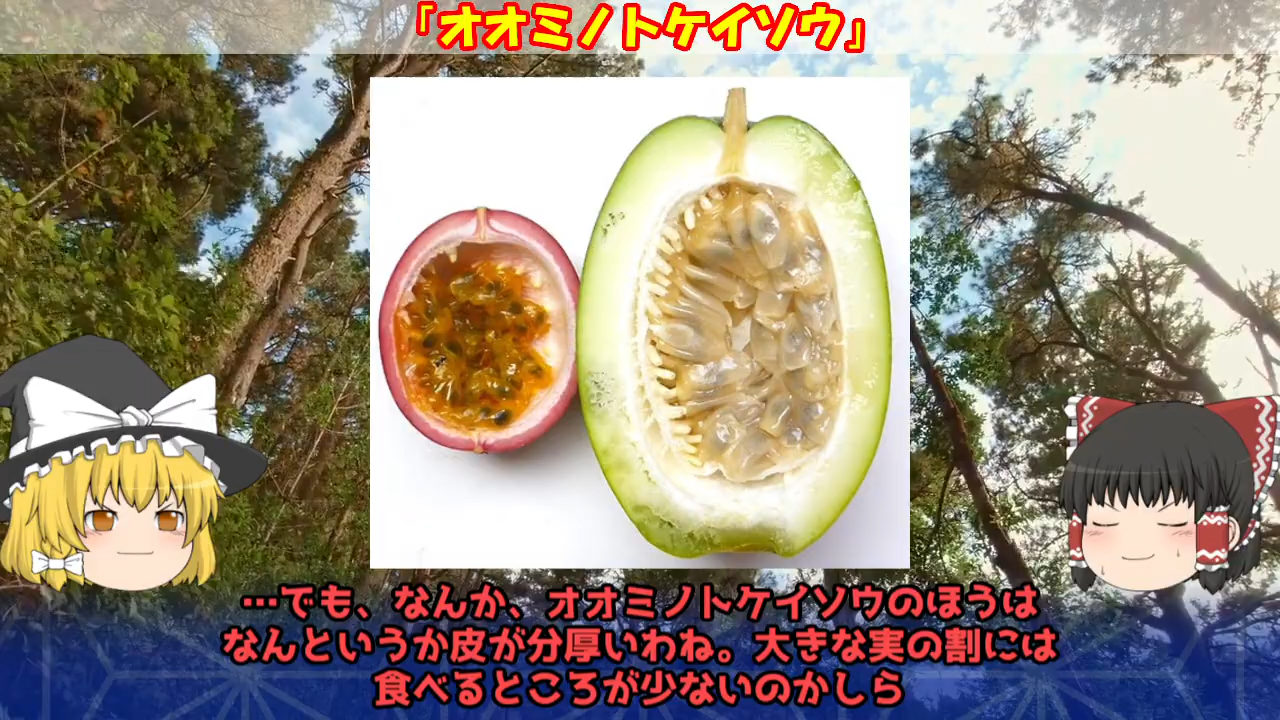 『オオミノトケイソウ』
…でも、なんか、オオミノトケイソウのほうは
なんというか皮が分厚いわね。大きな実の割には
食べるところが少ないのかしら